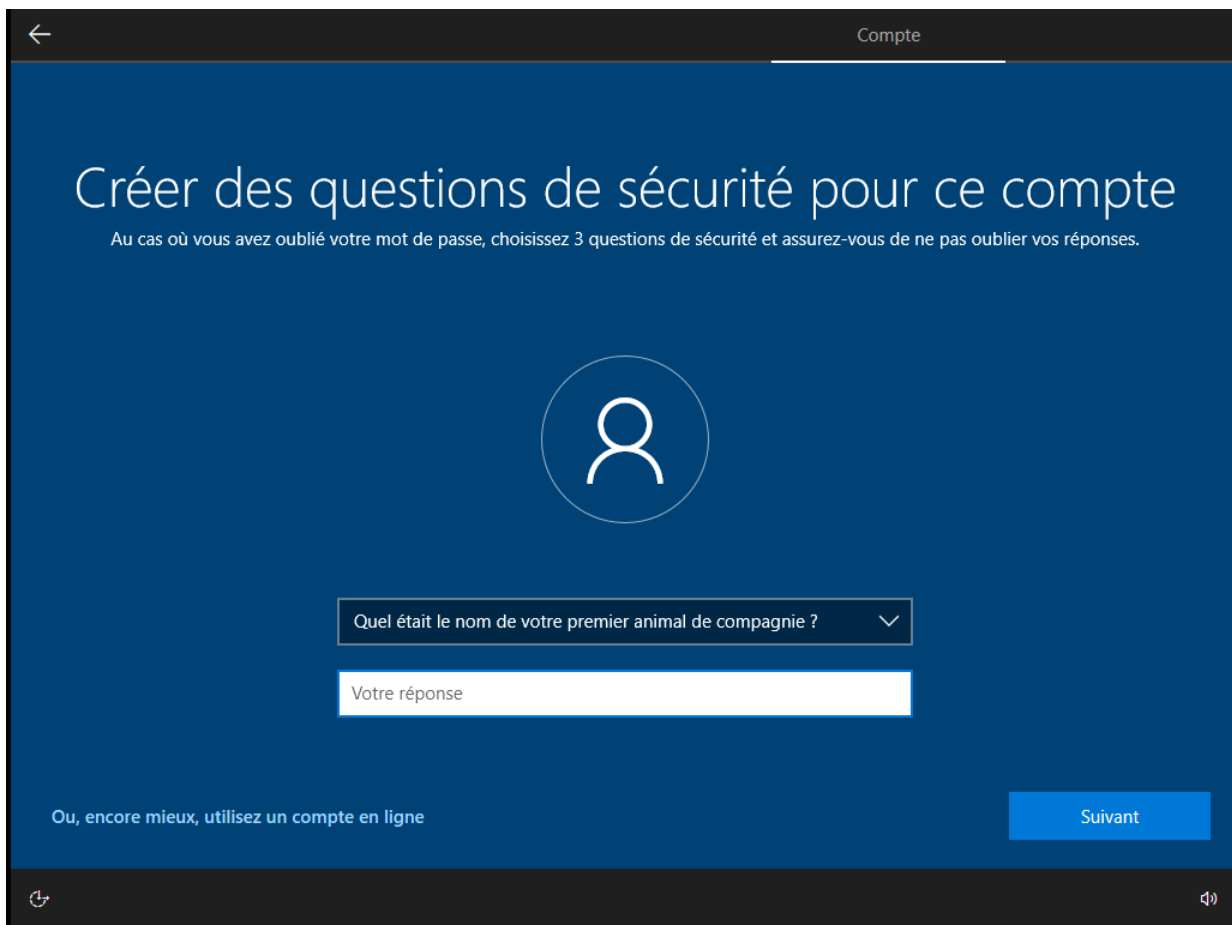 Compte
Créer des questions de sécurité pour ce compte
Au cas où vous avez oublié votre mot de passe, choisissez 3 questions de sécurité et assurez-vous de ne pas oublier vos réponses.
Quel était le nom de votre premier animal de compagnie ?
Votre réponse
Ou, encore mieux, utilisez un compte en ligne
Suivant